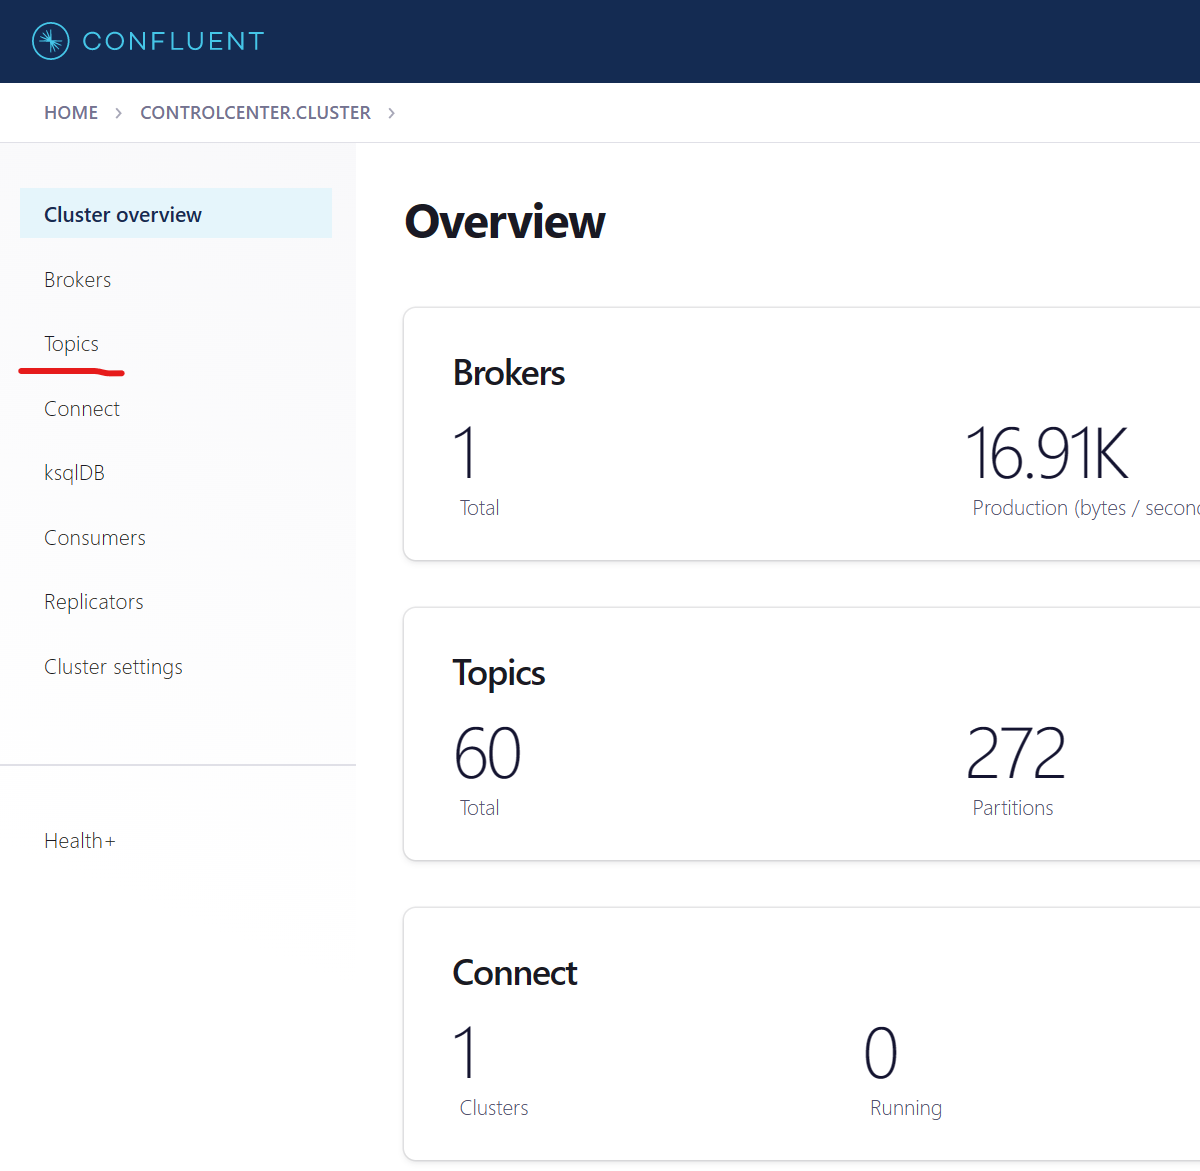 CONFLUENT
HOME > CONTROLCENTER.CLUSTER >
Cluster overview
Brokers
Topics
Connect
ksqlDB
Consumers
Replicators
Cluster settings
Health+
Overview
Brokers
1
Total
16.91K
Production (bytes / secon
Topics
60
Total
272
Partitions
Connect
1
Clusters
0
Running